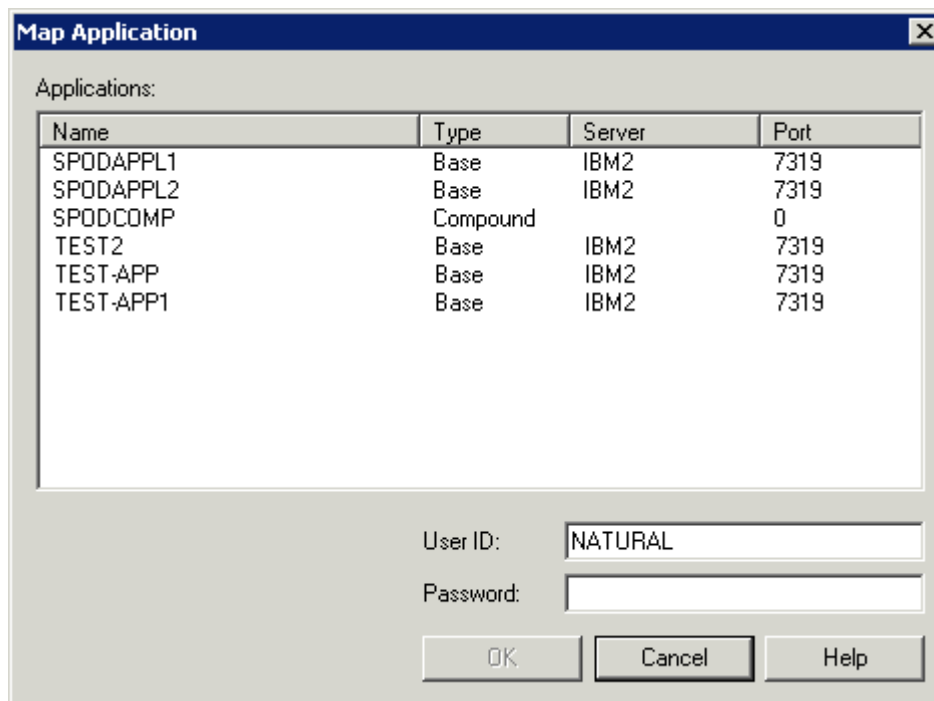 Map Application
Applications:
Name Type Server Port
SPODAPPL1 Base IBM2 7319
SPODAPPL2 Base IBM2 7319
SPODCOMP Compound 0
TEST2 Base IBM2 7319
TEST-APP Base IBM2 7319
TEST-APP1 Base IBM2 7319
User ID: NATURAL
Password:
OK Cancel Help